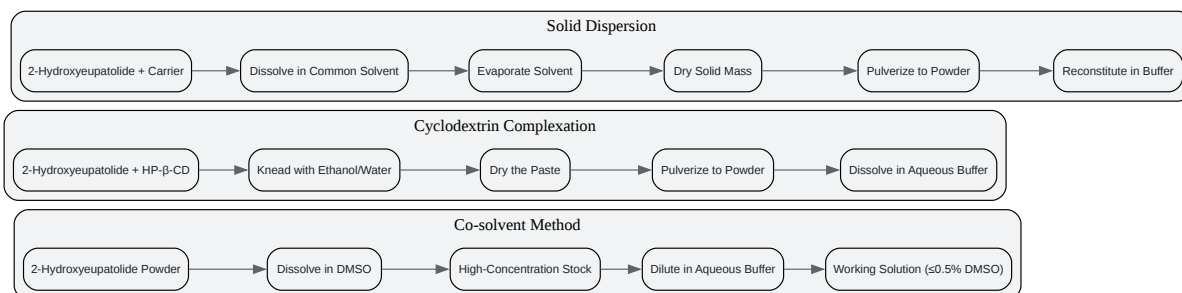 Solid Dispersion
2-Hydroxyeupatolide + Carrier
Dissolve in Common Solvent
Evaporate Solvent
Dry Solid Mass
Pulverize to Powder
Reconstitute in Buffer
Cyclodextrin Complexation
2-Hydroxyeupatolide + HP-β-CD
Knead with Ethanol/Water
Dry the Paste
Pulverize to Powder
Dissolve in Aqueous Buffer
Co-solvent Method
2-Hydroxyeupatolide Powder
Dissolve in DMSO
High-Concentration Stock
Dilute in Aqueous Buffer
Working Solution (≤0.5% DMSO)